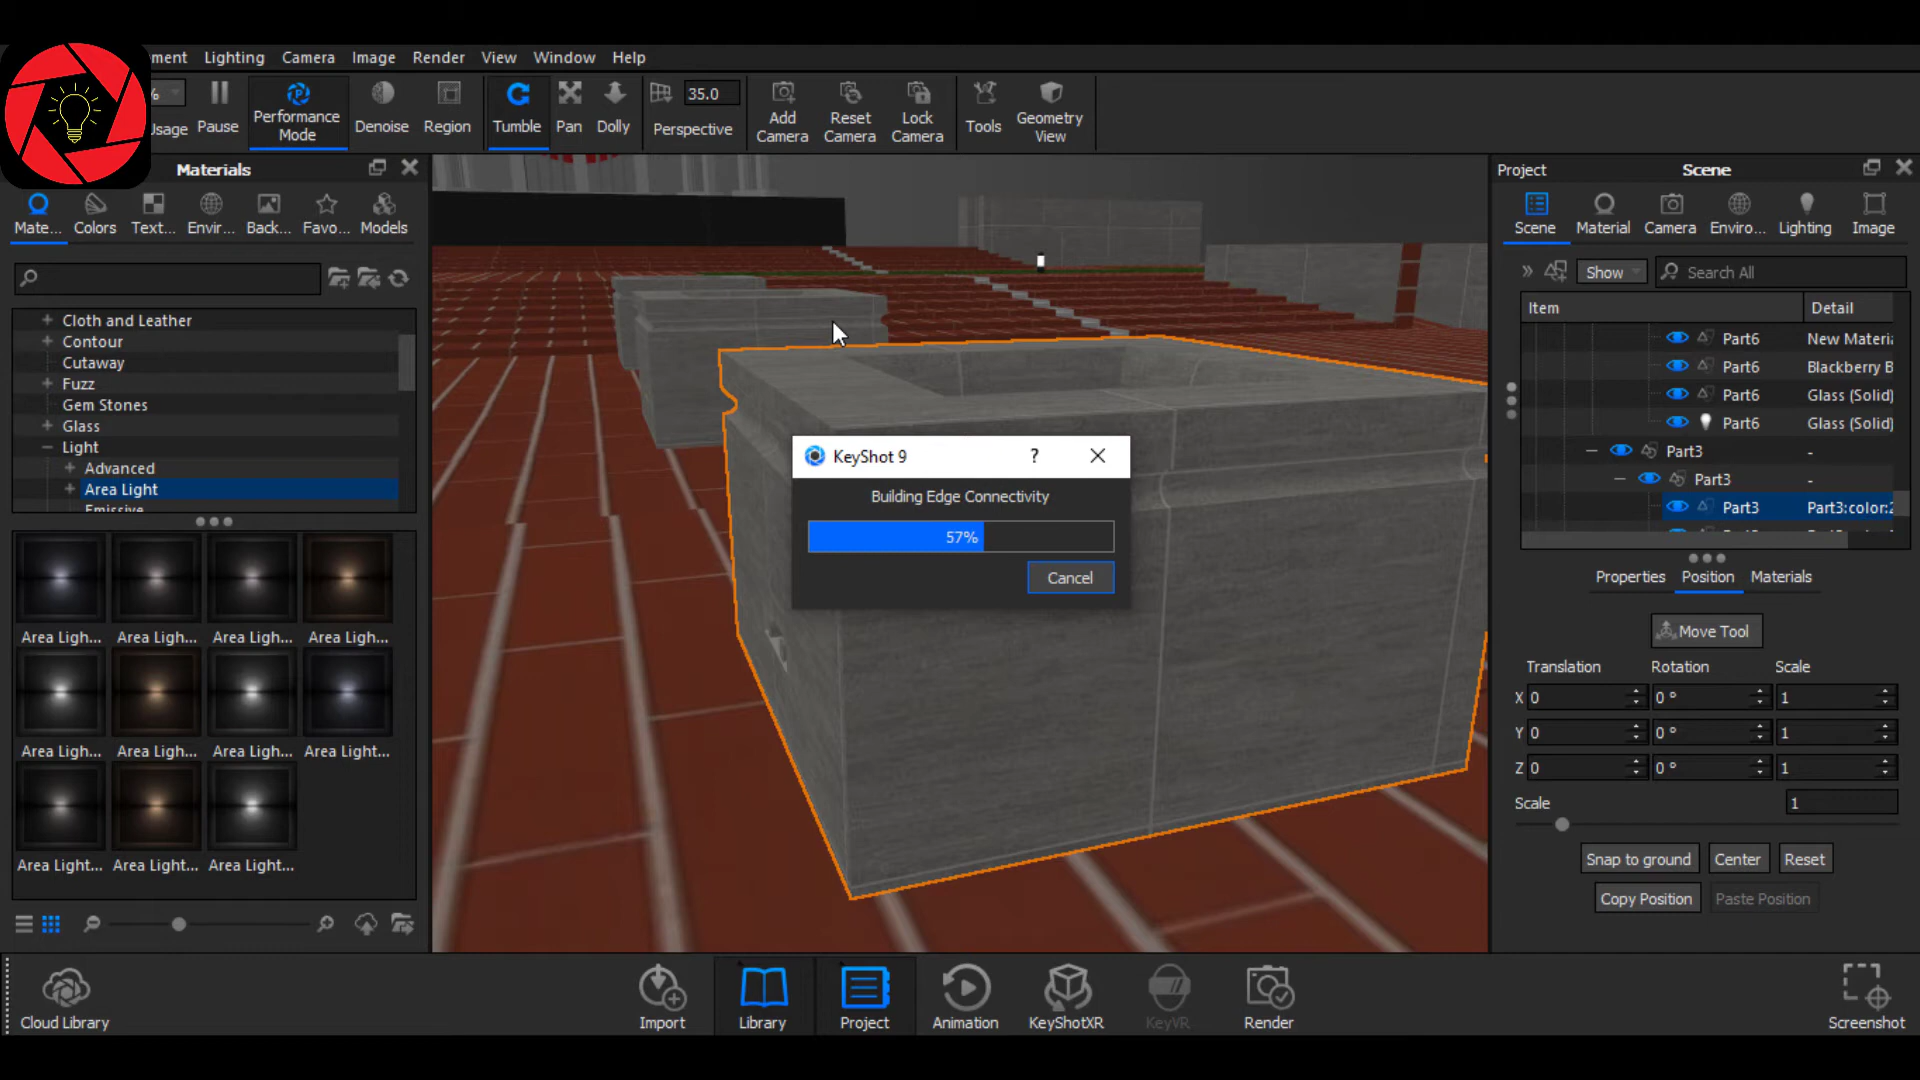 ment Lighting Camera Image Render View Window Help
%
Usage
Pause
Performance
Mode
Denoise
Region
Tumble
Pan
Dolly
35.0
Perspective
Add
Camera
Reset
Camera
Lock
Camera
Tools
Geometry
View
Materials
Mate... Colors Text... Envir... Back... Favo... Models
Cloth and Leather
Contour
Cutaway
Fuzz
Gem Stones
Glass
Light
Advanced
Area Light
Emissive
Area Ligh... Area Ligh... Area Ligh... Area Ligh...
Area Ligh... Area Ligh... Area Ligh... Area Light...
Area Light... Area Light... Area Light...
KeyShot 9 ?
Building Edge Connectivity
57%
Cancel
Project Scene
Scene Material Camera Enviro... Lighting Image
» Show Search All
Item Detail
Part6 New Materi
Part6 Blackberry B
Part6 Glass (Solid)
Part6 Glass (Solid)
Part3 -
Part3 -
Part3 Part3:color:2
Properties Position Materials
Move Tool
Translation Rotation Scale
X 0 0 ° 1
Y 0 0 ° 1
Z 0 0 ° 1
Scale 1
Snap to ground Center Reset
Copy Position Paste Position
Cloud Library
Import
Library
Project
Animation
KeyShotXR
KeyVR
Render
Screenshot